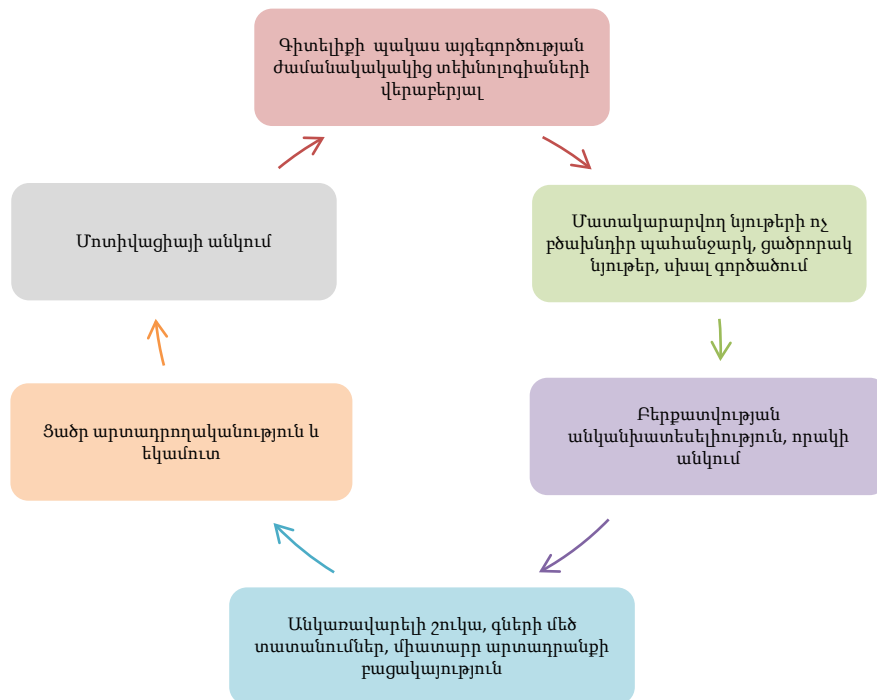 Գիտելիքի պակաս այգեգործության
ժամանակակակից տեխնոլոգիաների
վերաբերյալ
Մատակարարվող նյութերի ոչ
բծախնդիր պահանջարկ, ցածրորակ
նյութեր, սխալ գործածում
Բերքատվության
անկանխատեսելիություն, որակի
անկում
Անկառավարելի շուկա, գների մեծ
տատանումներ, միատարր արտադրանքի
բացակայություն
Ցածր արտադրողականություն և
եկամուտ
Մոտիվացիայի անկում